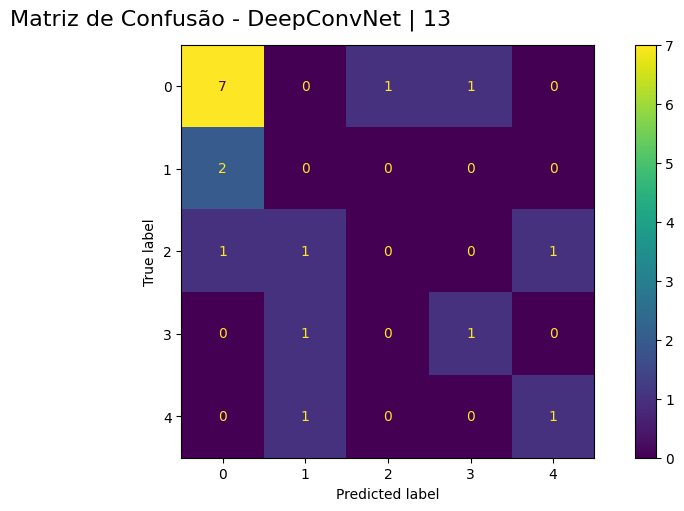 Matriz de Confusão - DeepConvNet | 13
True label
0 7 0 1 1 0
1 2 0 0 0 0
2 1 1 0 0 1
3 0 1 0 1 0
4 0 1 0 0 1
0 1 2 3 4
Predicted label
7
6
5
4
3
2
1
0